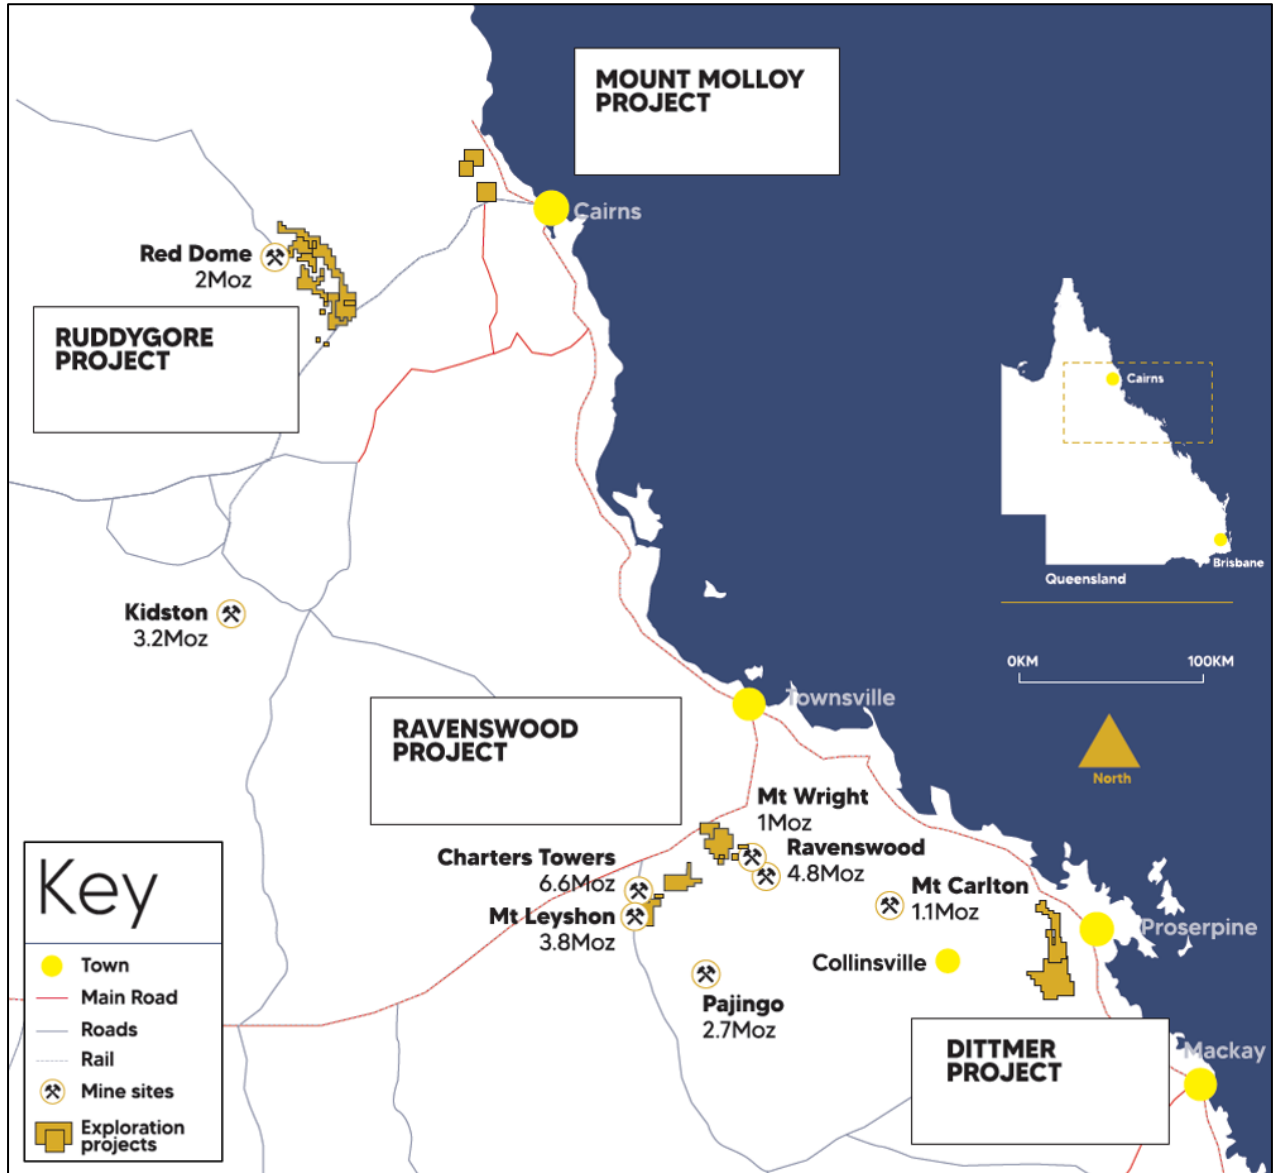 MOUNT MOLLOY
PROJECT
Cairns
Red Dome
2Moz
RUDDYGORE
PROJECT
Cairns
Brisbane
Queensland
Kidston
3.2Moz
0KM
100KM
North
Townsville
RAVENSWOOD
PROJECT
Mt Wright
1Moz
Ravenswood
4.8Moz
Charters Towers
6.6Moz
Mt Leyshon
3.8Moz
Mt Carlton
1.1Moz
Proserpine
Collinsville
Pajingo
2.7Moz
DITTMER
PROJECT
Mackay
Key
Town
Main Road
Roads
Rail
Mine sites
Exploration
projects